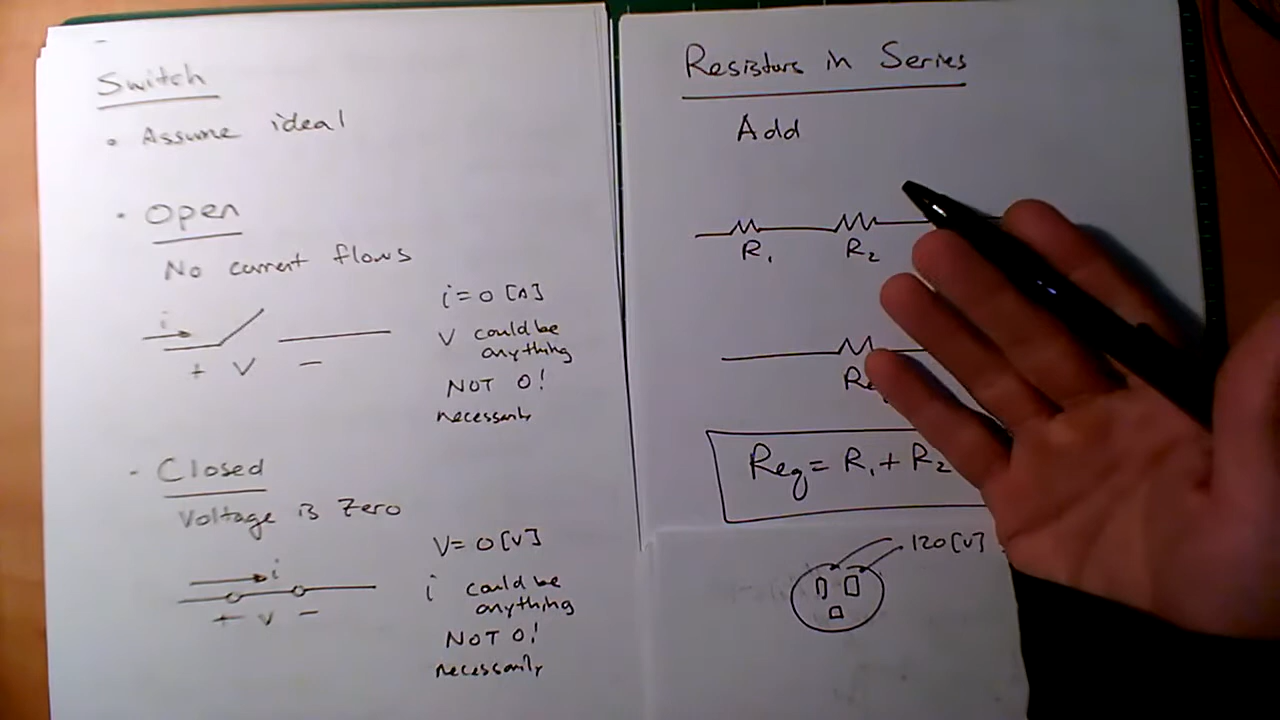 Switch
• Assume ideal
• Open
No current flows
i = 0 [A]
V could be
anything
NOT 0!
necessarily
i
+ V −
- Closed
Voltage is Zero
V = 0 [V]
i could be
anything
NOT 0!
necessarily
i
+ V −
Resistors in Series
Add
R₁ R₂
Req = R₁ + R₂
120 [V]